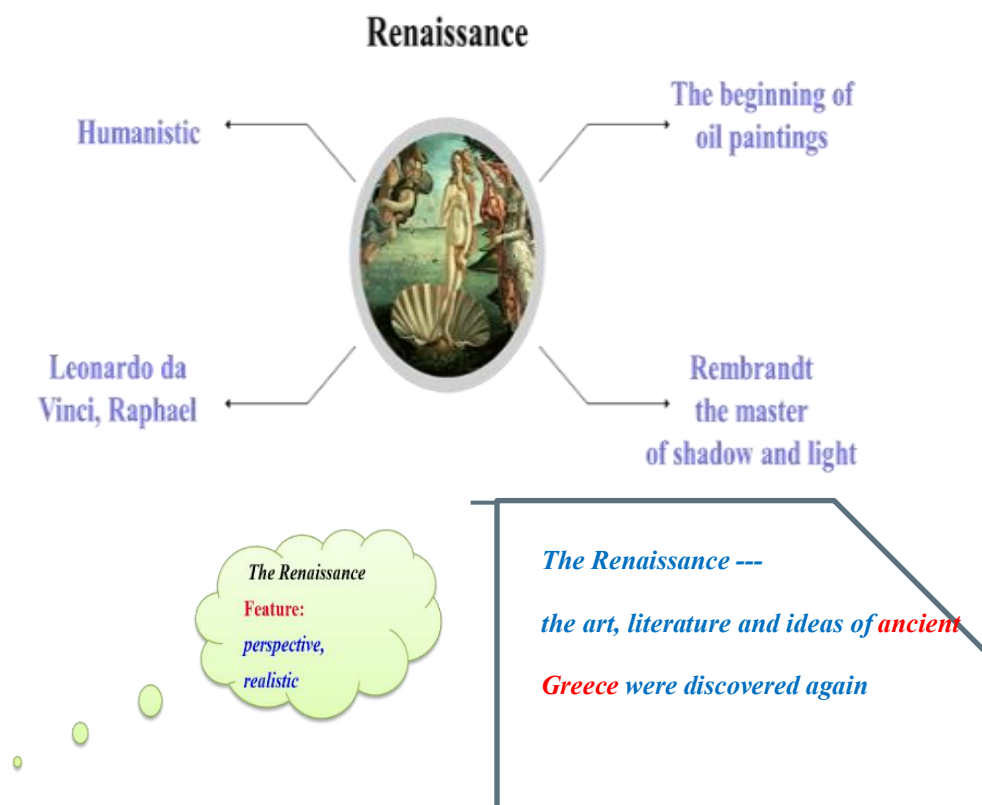 Renaissance
Humanistic
The beginning of
oil paintings
Leonardo da
Vinci, Raphael
Rembrandt
the master
of shadow and light
The Renaissance
Feature:
perspective,
realistic
The Renaissance ---
the art, literature and ideas of ancient
Greece were discovered again